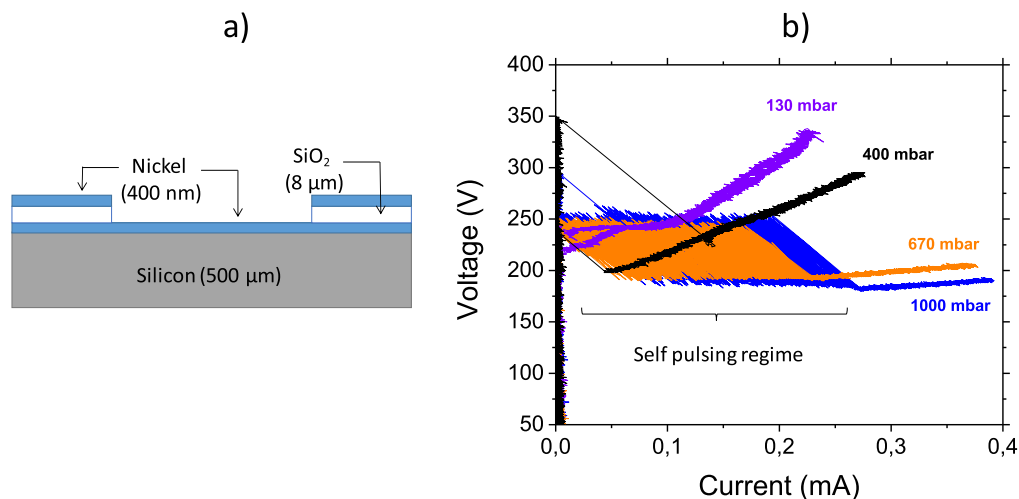 a)
Nickel
(400 nm)
SiO₂
(8 µm)
Silicon (500 µm)
b)
Voltage (V)
400
350
300
250
200
150
100
50
130 mbar
400 mbar
670 mbar
1000 mbar
Self pulsing regime
0,0
0,1
0,2
0,3
0,4
Current (mA)